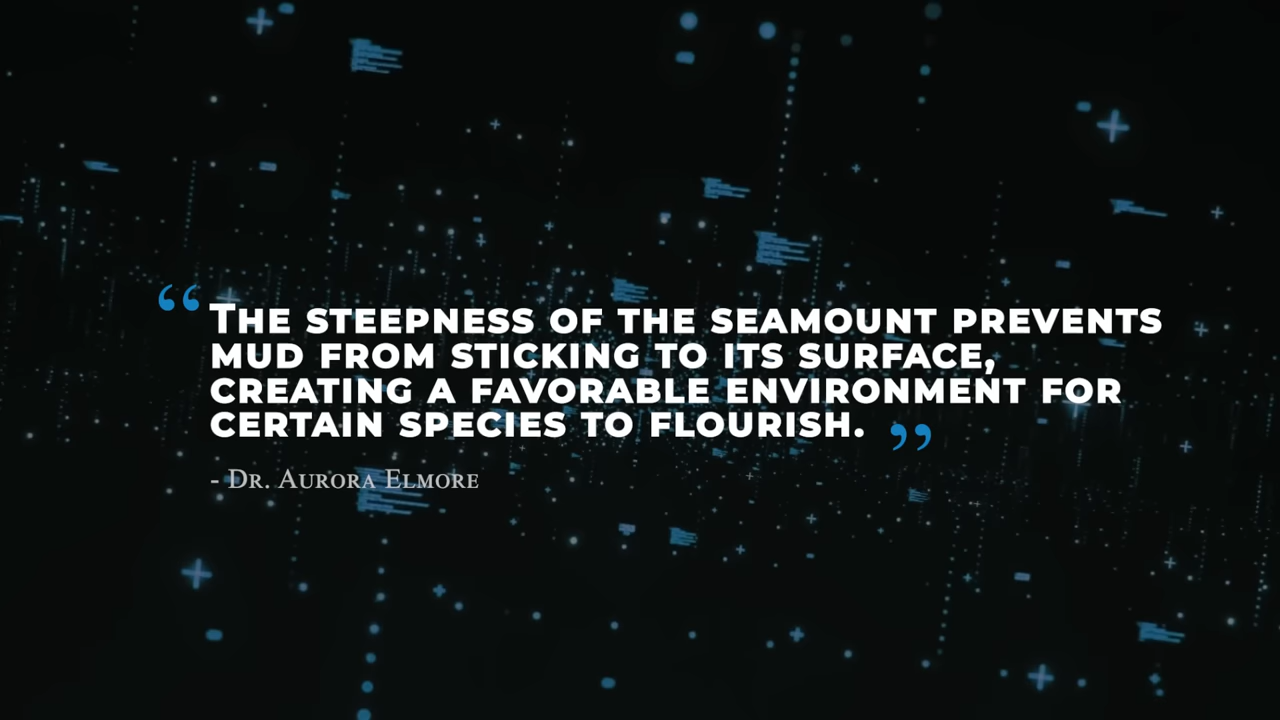 “The steepness of the seamount prevents
mud from sticking to its surface,
creating a favorable environment for
certain species to flourish.”
- Dr. Aurora Elmore